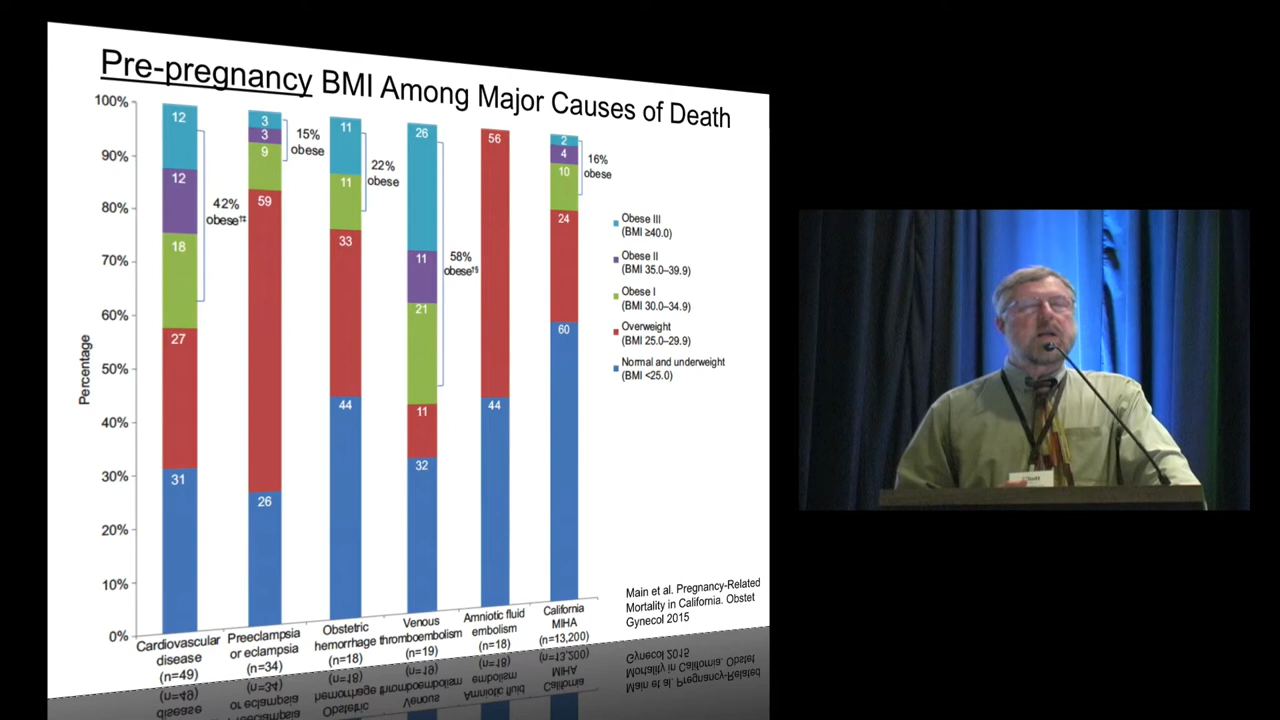 Pre-pregnancy BMI Among Major Causes of Death
100%
90%
80%
70%
60%
50%
40%
30%
20%
10%
0%
Percentage
12
12
18
27
31
42%
obese†‡
3
3
9
59
26
15%
obese
11
11
33
44
22%
obese
26
11
21
11
32
58%
obese†§
56
44
2
4
10
24
60
16%
obese
Obese III
(BMI ≥40.0)
Obese II
(BMI 35.0–39.9)
Obese I
(BMI 30.0–34.9)
Overweight
(BMI 25.0–29.9)
Normal and underweight
(BMI <25.0)
Cardiovascular
disease
(n=49)
Preeclampsia
or eclampsia
(n=34)
Obstetric
hemorrhage
(n=18)
Venous
thromboembolism
(n=19)
Amniotic fluid
embolism
(n=18)
California
MIHA
(n=13,200)
Main et al. Pregnancy-Related
Mortality in California. Obstet
Gynecol 2015